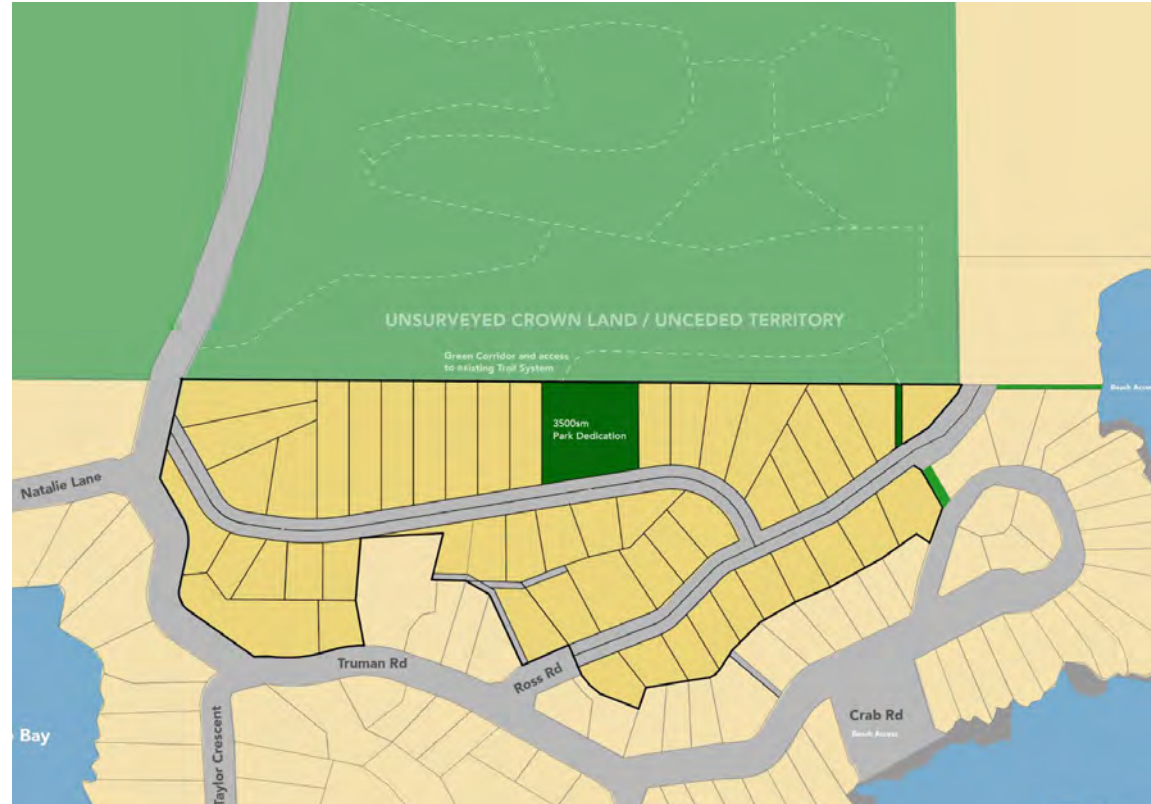 UNSURVEYED CROWN LAND / UNCEDED TERRITORY
Green Corridor and access
to existing Trail System
Beach Access
3500sm
Park Dedication
Natalie Lane
Truman Rd
Ross Rd
Taylor Crescent
Crab Rd
Beach Access
Bay